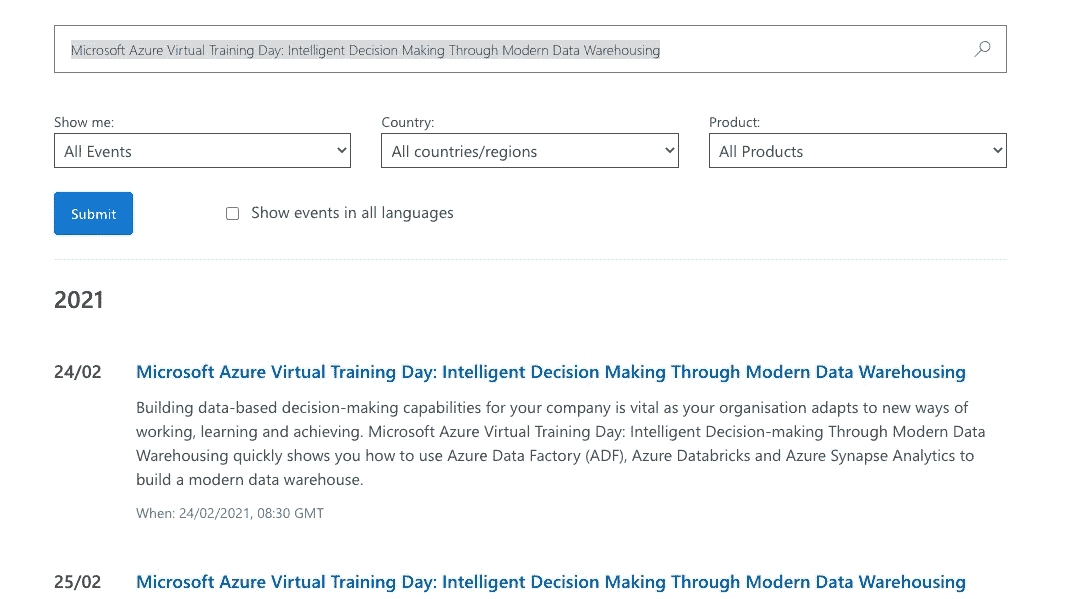 Microsoft Azure Virtual Training Day: Intelligent Decision Making Through Modern Data Warehousing
Show me:
Country:
Product:
All Events
All countries/regions
All Products
Submit
Show events in all languages
2021
24/02
Microsoft Azure Virtual Training Day: Intelligent Decision Making Through Modern Data Warehousing
Building data-based decision-making capabilities for your company is vital as your organisation adapts to new ways of
working, learning and achieving. Microsoft Azure Virtual Training Day: Intelligent Decision-making Through Modern Data
Warehousing quickly shows you how to use Azure Data Factory (ADF), Azure Databricks and Azure Synapse Analytics to
build a modern data warehouse.
When: 24/02/2021, 08:30 GMT
25/02
Microsoft Azure Virtual Training Day: Intelligent Decision Making Through Modern Data Warehousing